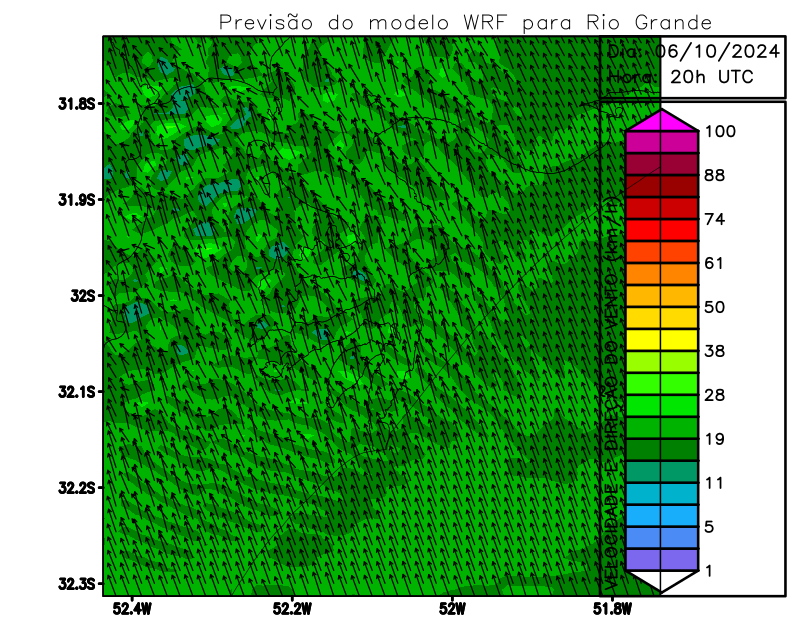 Previsão do modelo WRF para Rio Grande
Dia: 06/10/2024
Hora: 20h UTC
31.8S
31.9S
32S
32.1S
32.2S
32.3S
52.4W
52.2W
52W
51.8W
VELOCIDADE E DIREÇÃO DO VENTO (km/h)
100
88
74
61
50
38
28
19
11
5
1